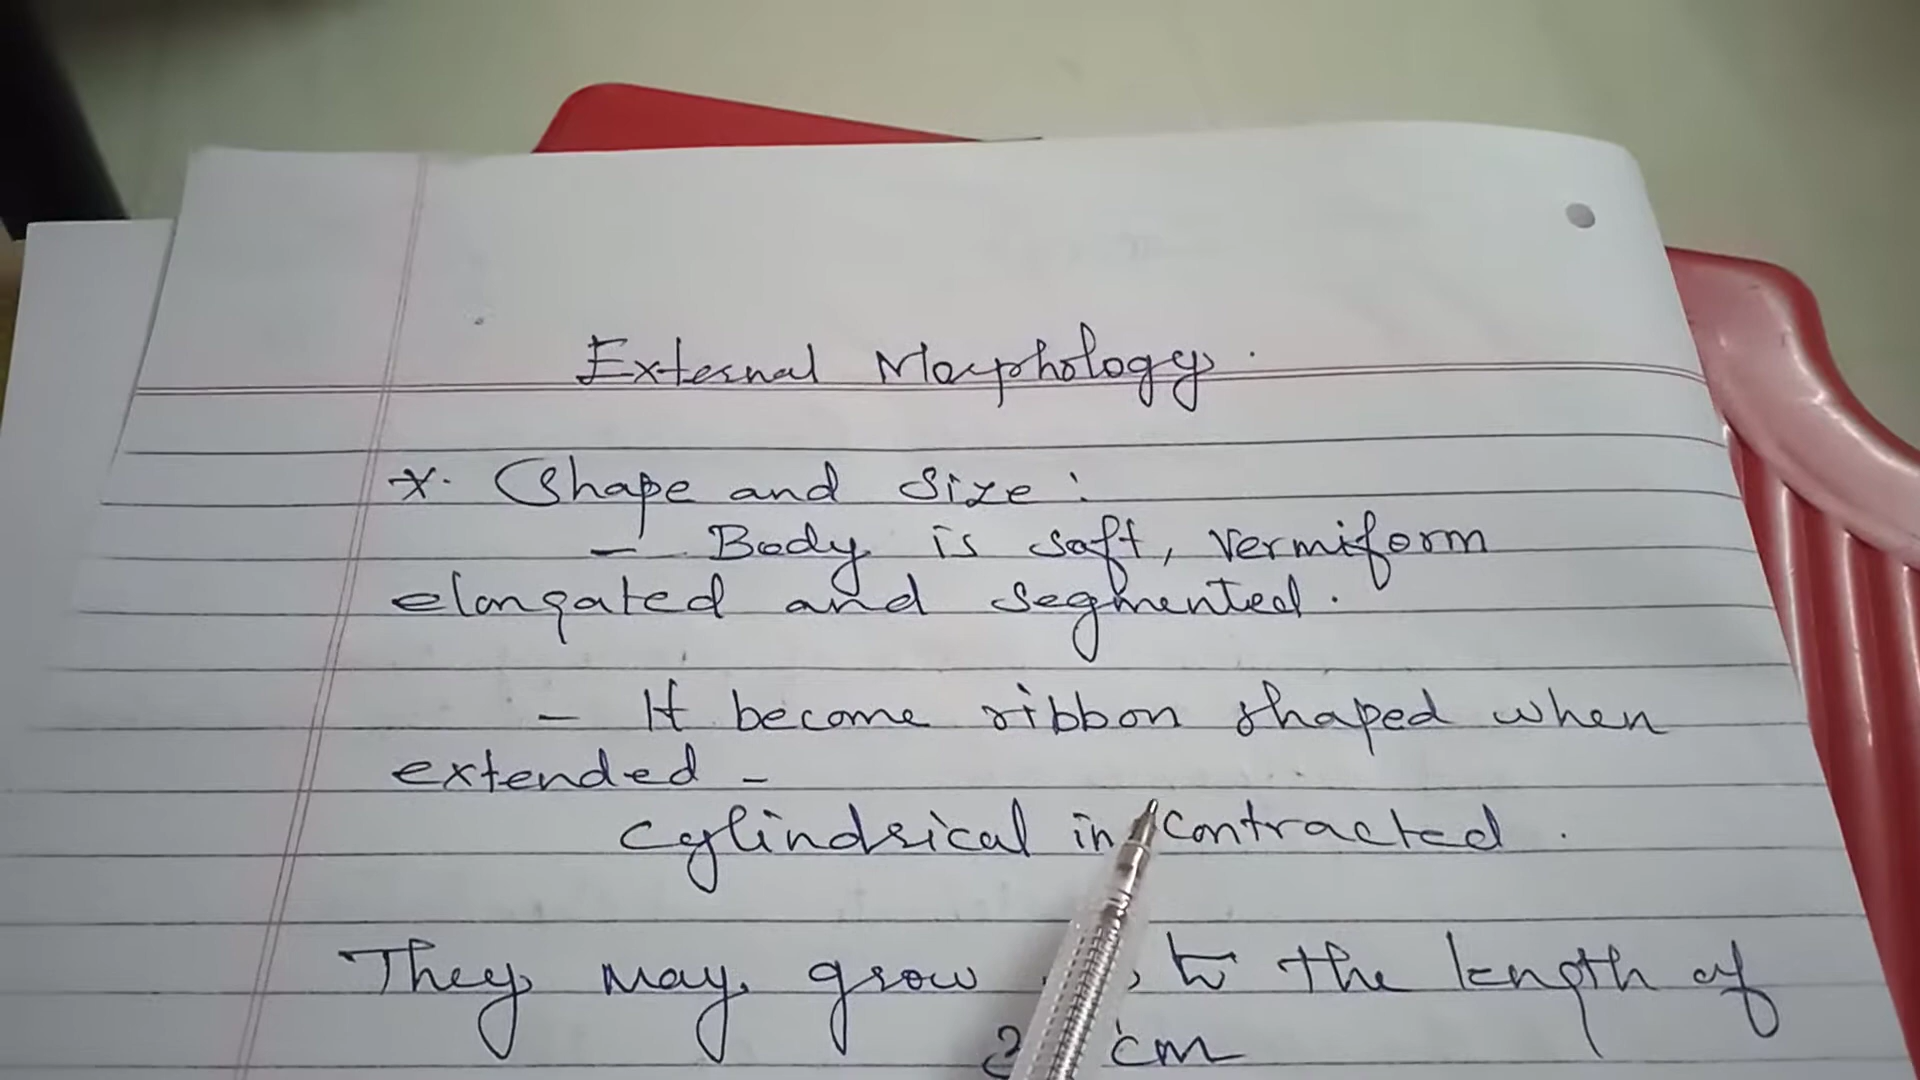 External Morphology.
*. Shape and Size:
- Body is soft, Vermiform
elongated and segmented.
- It become ribbon shaped when
extended -
Cylindrical in contracted.
They may grow to the length of
cm